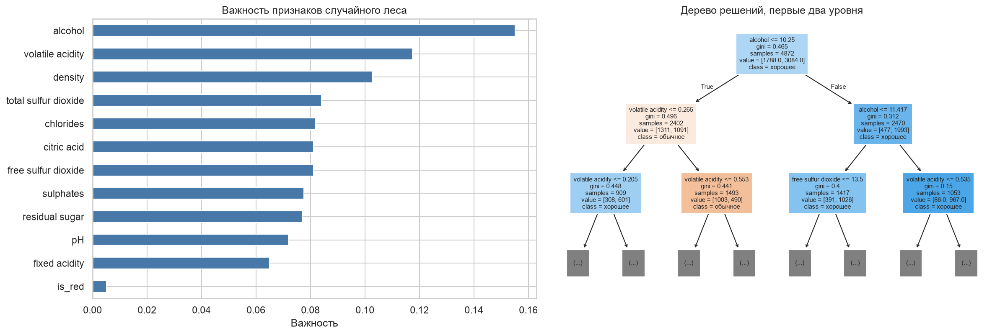 Важность признаков случайного леса
alcohol
volatile acidity
density
total sulfur dioxide
chlorides
citric acid
free sulfur dioxide
sulphates
residual sugar
pH
fixed acidity
is_red
0.00 0.02 0.04 0.06 0.08 0.10 0.12 0.14 0.16
Важность
Дерево решений, первые два уровня
alcohol <= 10.25
gini = 0.465
samples = 4872
value = [1788.0, 3084.0]
class = хорошее
True
False
volatile acidity <= 0.265
gini = 0.496
samples = 2402
value = [1311, 1091]
class = обычное
alcohol <= 11.417
gini = 0.312
samples = 2470
value = [477, 1993]
class = хорошее
volatile acidity <= 0.205
gini = 0.448
samples = 909
value = [308, 601]
class = хорошее
volatile acidity <= 0.553
gini = 0.441
samples = 1493
value = [1003, 490]
class = обычное
free sulfur dioxide <= 13.5
gini = 0.4
samples = 1417
value = [391, 1026]
class = хорошее
volatile acidity <= 0.535
gini = 0.15
samples = 1053
value = [86.0, 967.0]
class = хорошее
(...)
(...)
(...)
(...)
(...)
(...)
(...)
(...)